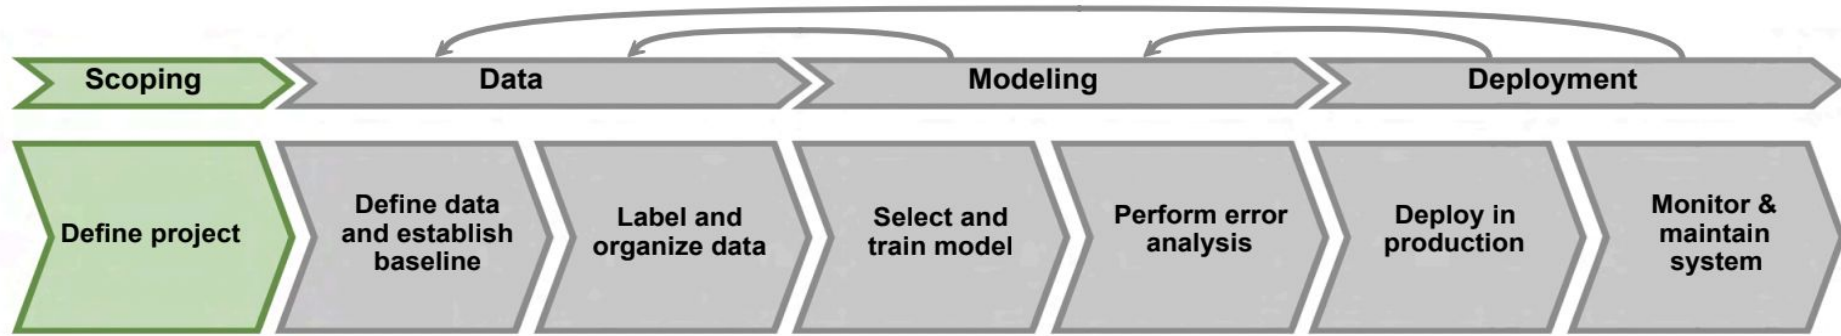 Scoping
Data
Modeling
Deployment
Define project
Define data
and establish
baseline
Label and
organize data
Select and
train model
Perform error
analysis
Deploy in
production
Monitor &
maintain
system